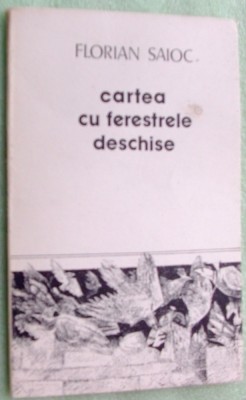 FLORIAN SAIOC
cartea
cu ferestrele
deschise